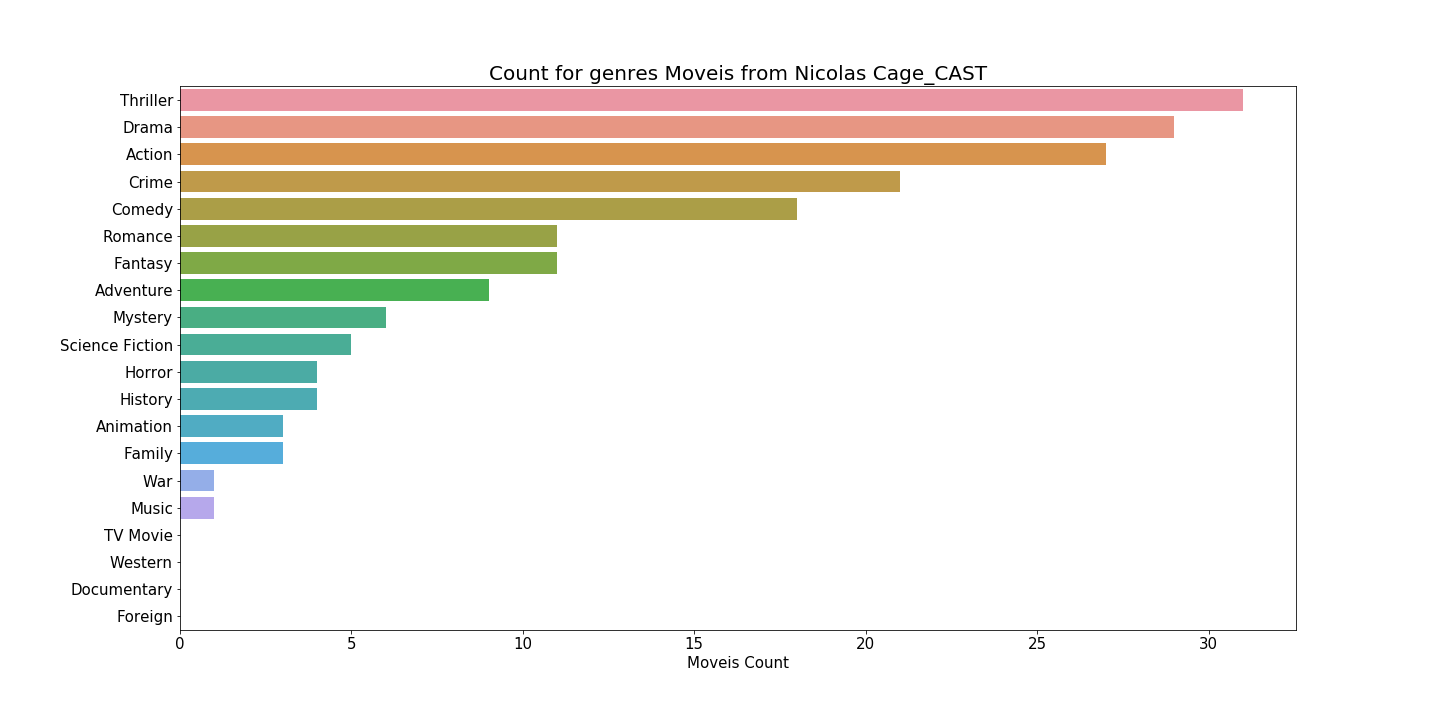 Count for genres Moveis from Nicolas Cage_CAST
Thriller
Drama
Action
Crime
Comedy
Romance
Fantasy
Adventure
Mystery
Science Fiction
Horror
History
Animation
Family
War
Music
TV Movie
Western
Documentary
Foreign
0 5 10 15 20 25 30
Moveis Count